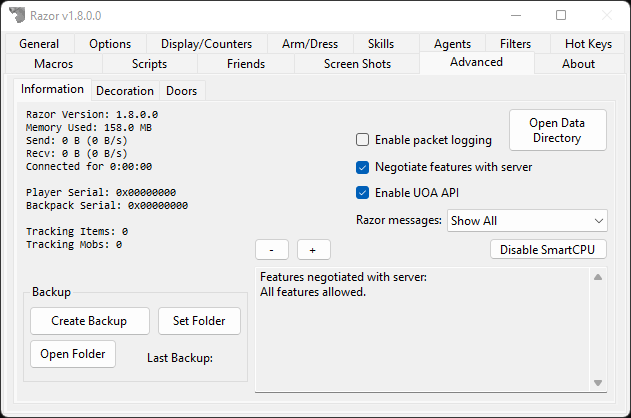 Razor v1.8.0.0
General Options Display/Counters Arm/Dress Skills Agents Filters Hot Keys
Macros Scripts Friends Screen Shots Advanced About
Information Decoration Doors
Razor Version: 1.8.0.0
Memory Used: 158.0 MB
Send: 0 B (0 B/s)
Recv: 0 B (0 B/s)
Connected for 0:00:00
Player Serial: 0x00000000
Backpack Serial: 0x00000000
Tracking Items: 0
Tracking Mobs: 0
Enable packet logging
Open Data
Directory
Negotiate features with server
Enable UOA API
Razor messages: Show All
- +
Disable SmartCPU
Backup
Create Backup Set Folder
Open Folder Last Backup:
Features negotiated with server:
All features allowed.